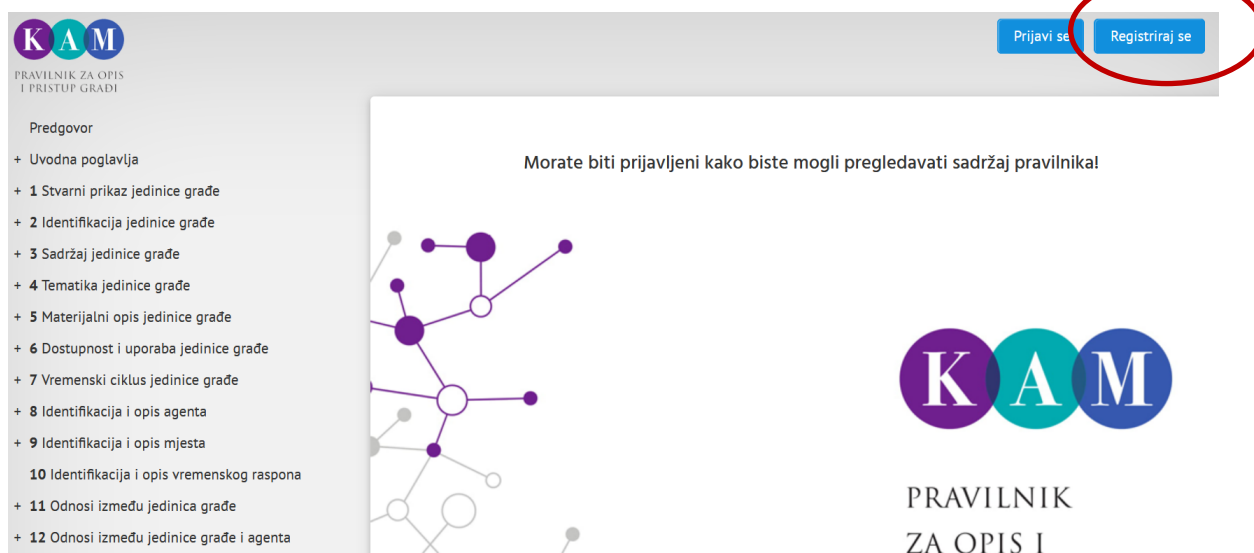 KAM
PRAVILNIK ZA OPIS
I PRISTUP GRAĐI
Prijavi se
Registriraj se
Predgovor
+ Uvodna poglavlja
+ 1 Stvarni prikaz jedinice građe
+ 2 Identifikacija jedinice građe
+ 3 Sadržaj jedinice građe
+ 4 Tematika jedinice građe
+ 5 Materijalni opis jedinice građe
+ 6 Dostupnost i uporaba jedinice građe
+ 7 Vremenski ciklus jedinice građe
+ 8 Identifikacija i opis agenta
+ 9 Identifikacija i opis mjesta
10 Identifikacija i opis vremenskog raspona
+ 11 Odnosi između jedinica građe
+ 12 Odnosi između jedinice građe i agenta
Morate biti prijavljeni kako biste mogli pregledavati sadržaj pravilnika!
KAM
PRAVILNIK
ZA OPIS I